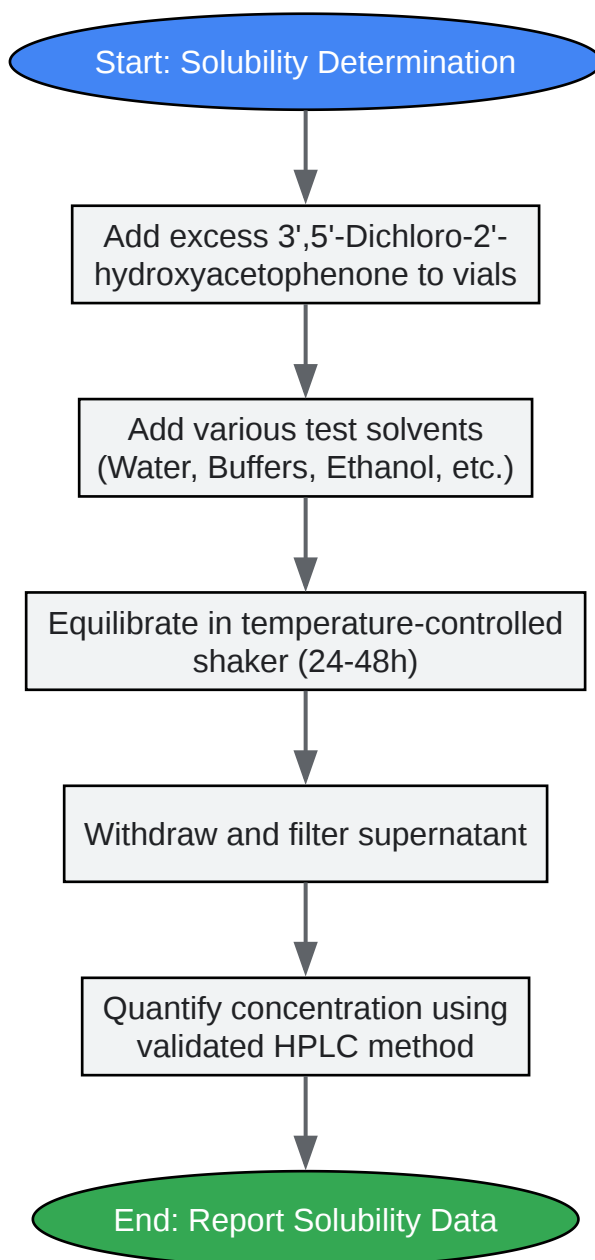 Start: Solubility Determination
Add excess 3',5'-Dichloro-2'-
hydroxyacetophenone to vials
Add various test solvents
(Water, Buffers, Ethanol, etc.)
Equilibrate in temperature-controlled
shaker (24-48h)
Withdraw and filter supernatant
Quantify concentration using
validated HPLC method
End: Report Solubility Data